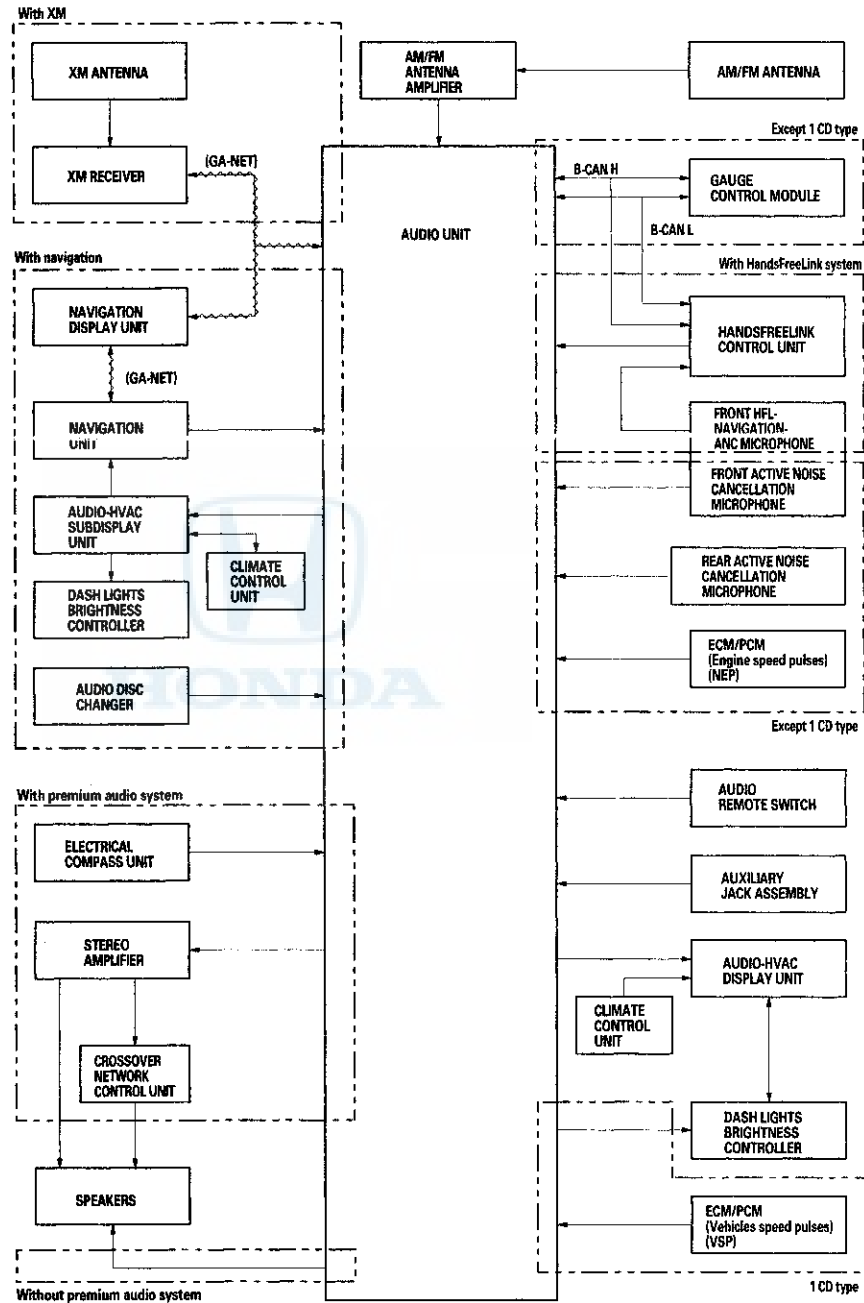 With XM
XM ANTENNA
XM RECEIVER
(GA-NET)
AM/FM
ANTENNA
AMPLIFIER
AM/FM ANTENNA
AUDIO UNIT
Except 1 CD type
B-CAN H
GAUGE
CONTROL MODULE
B-CAN L
With HandsFreeLink system
HANDSFREELINK
CONTROL UNIT
FRONT HFL-
NAVIGATION-
ANC MICROPHONE
FRONT ACTIVE NOISE
CANCELLATION
MICROPHONE
REAR ACTIVE NOISE
CANCELLATION
MICROPHONE
ECM/PCM
(Engine speed pulses)
(NEP)
Except 1 CD type
With navigation
NAVIGATION
DISPLAY UNIT
(GA-NET)
NAVIGATION
UNIT
AUDIO-HVAC
SUBDISPLAY
UNIT
CLIMATE
CONTROL
UNIT
DASH LIGHTS
BRIGHTNESS
CONTROLLER
AUDIO DISC
CHANGER
HONDA
With premium audio system
ELECTRICAL
COMPASS UNIT
STEREO
AMPLIFIER
CROSSOVER
NETWORK
CONTROL UNIT
SPEAKERS
Without premium audio system
AUDIO
REMOTE SWITCH
AUXILIARY
JACK ASSEMBLY
AUDIO-HVAC
DISPLAY UNIT
CLIMATE
CONTROL
UNIT
DASH LIGHTS
BRIGHTNESS
CONTROLLER
ECM/PCM
(Vehicles speed pulses)
(VSP)
1 CD type